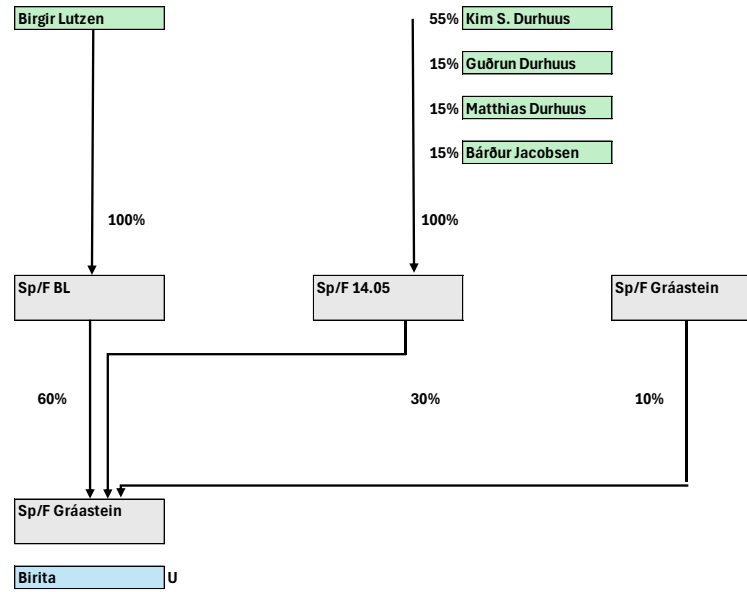 Birgir Lutzen
55% Kim S. Durhuus
15% Guðrun Durhuus
15% Matthias Durhuus
15% Bárður Jacobsen
100%
100%
Sp/F BL
Sp/F 14.05
Sp/F Gráastein
60%
30%
10%
Sp/F Gráastein
Birita U